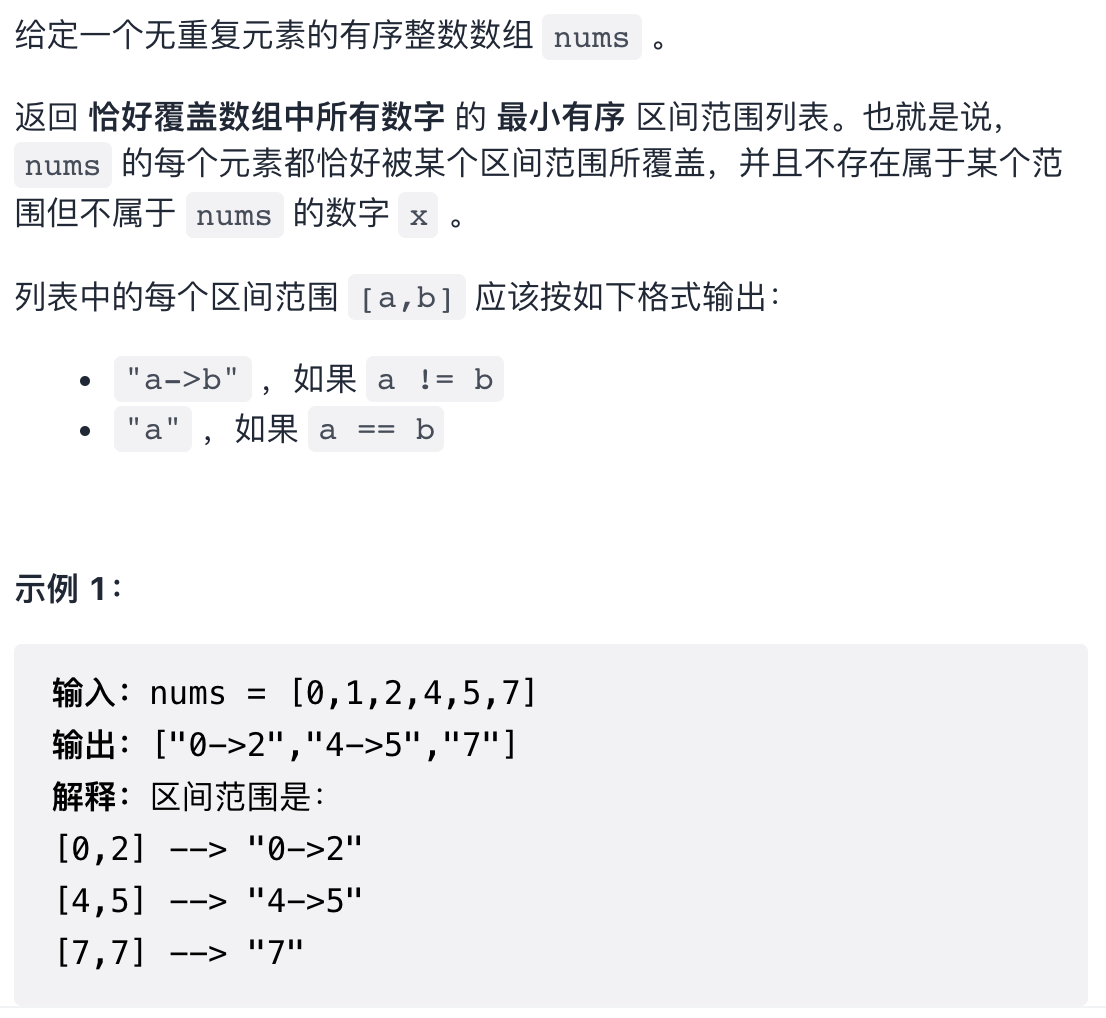 给定一个无重复元素的有序整数数组 nums 。
返回 恰好覆盖数组中所有数字 的 最小有序 区间范围列表。也就是说，
nums 的每个元素都恰好被某个区间范围所覆盖，并且不存在属于某个范
围但不属于 nums 的数字 x 。
列表中的每个区间范围 [a,b] 应该按如下格式输出：
• "a->b" ，如果 a != b
• "a" ，如果 a == b
示例 1：
输入：nums = [0,1,2,4,5,7]
输出：["0->2","4->5","7"]
解释：区间范围是：
[0,2] --> "0->2"
[4,5] --> "4->5"
[7,7] --> "7"